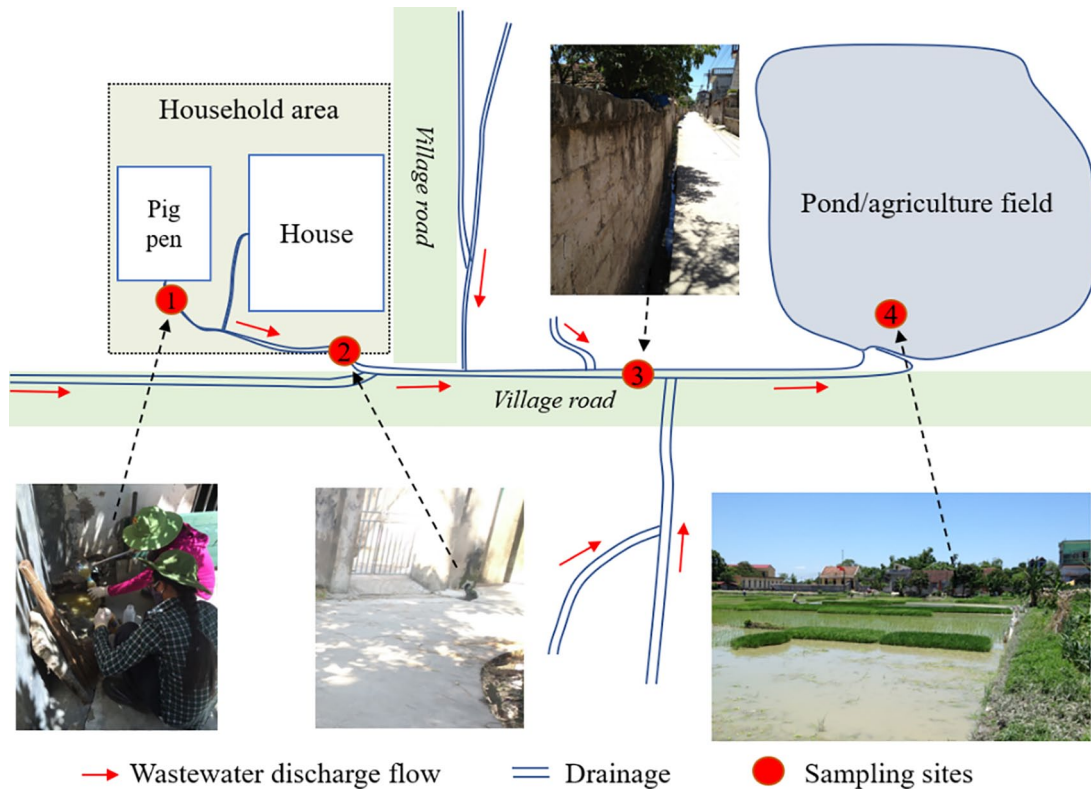 Household area
Pig
pen
House
Village road
Pond/agriculture field
1
2
3
4
Village road
Wastewater discharge flow
Drainage
Sampling sites